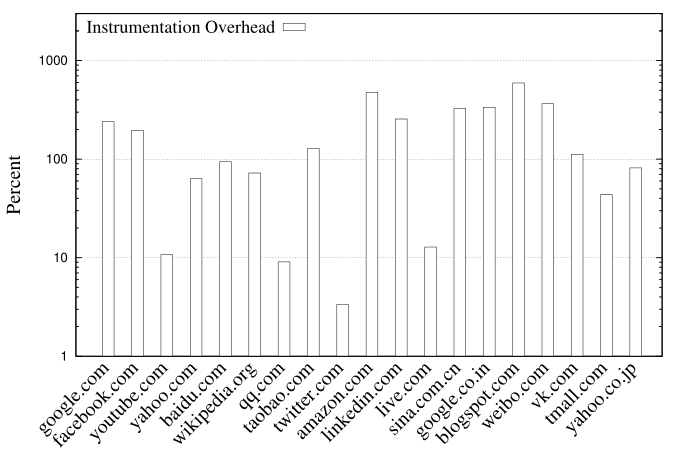 Instrumentation Overhead
1000
100
10
1
Percent
google.com
facebook.com
youtube.com
yahoo.com
baidu.com
wikipedia.org
qq.com
taobao.com
twitter.com
amazon.com
linkedin.com
live.com
sina.com.cn
google.co.in
blogspot.com
weibo.com
vk.com
tmall.com
yahoo.co.jp